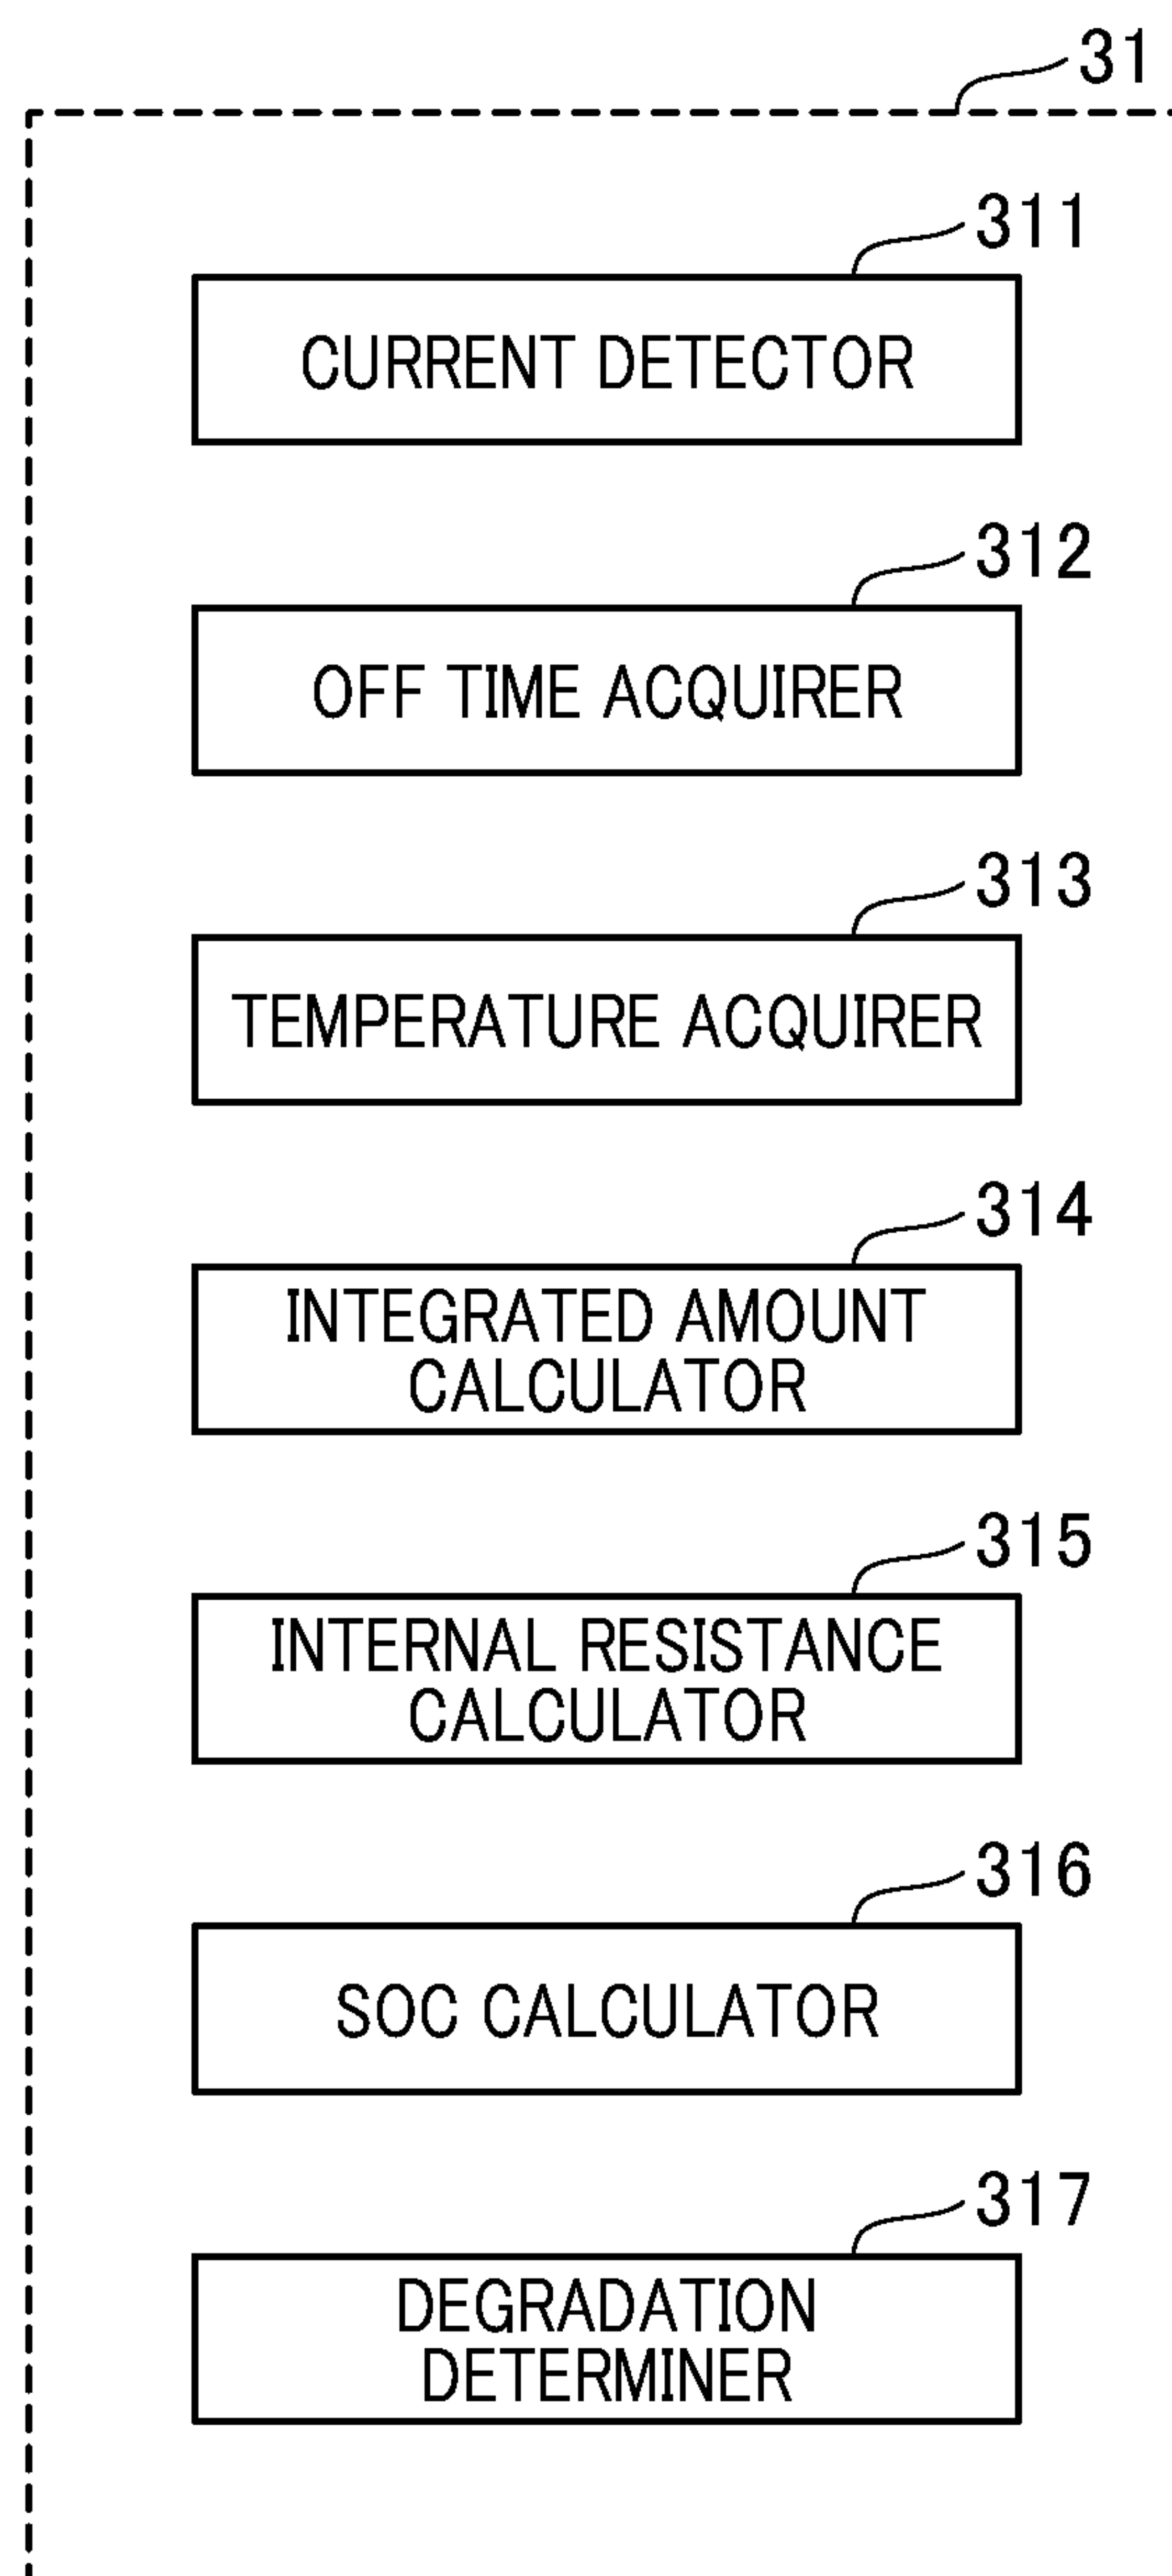 31
311
CURRENT DETECTOR
312
OFF TIME ACQUIRER
313
TEMPERATURE ACQUIRER
314
INTEGRATED AMOUNT
CALCULATOR
315
INTERNAL RESISTANCE
CALCULATOR
316
SOC CALCULATOR
317
DEGRADATION
DETERMINER